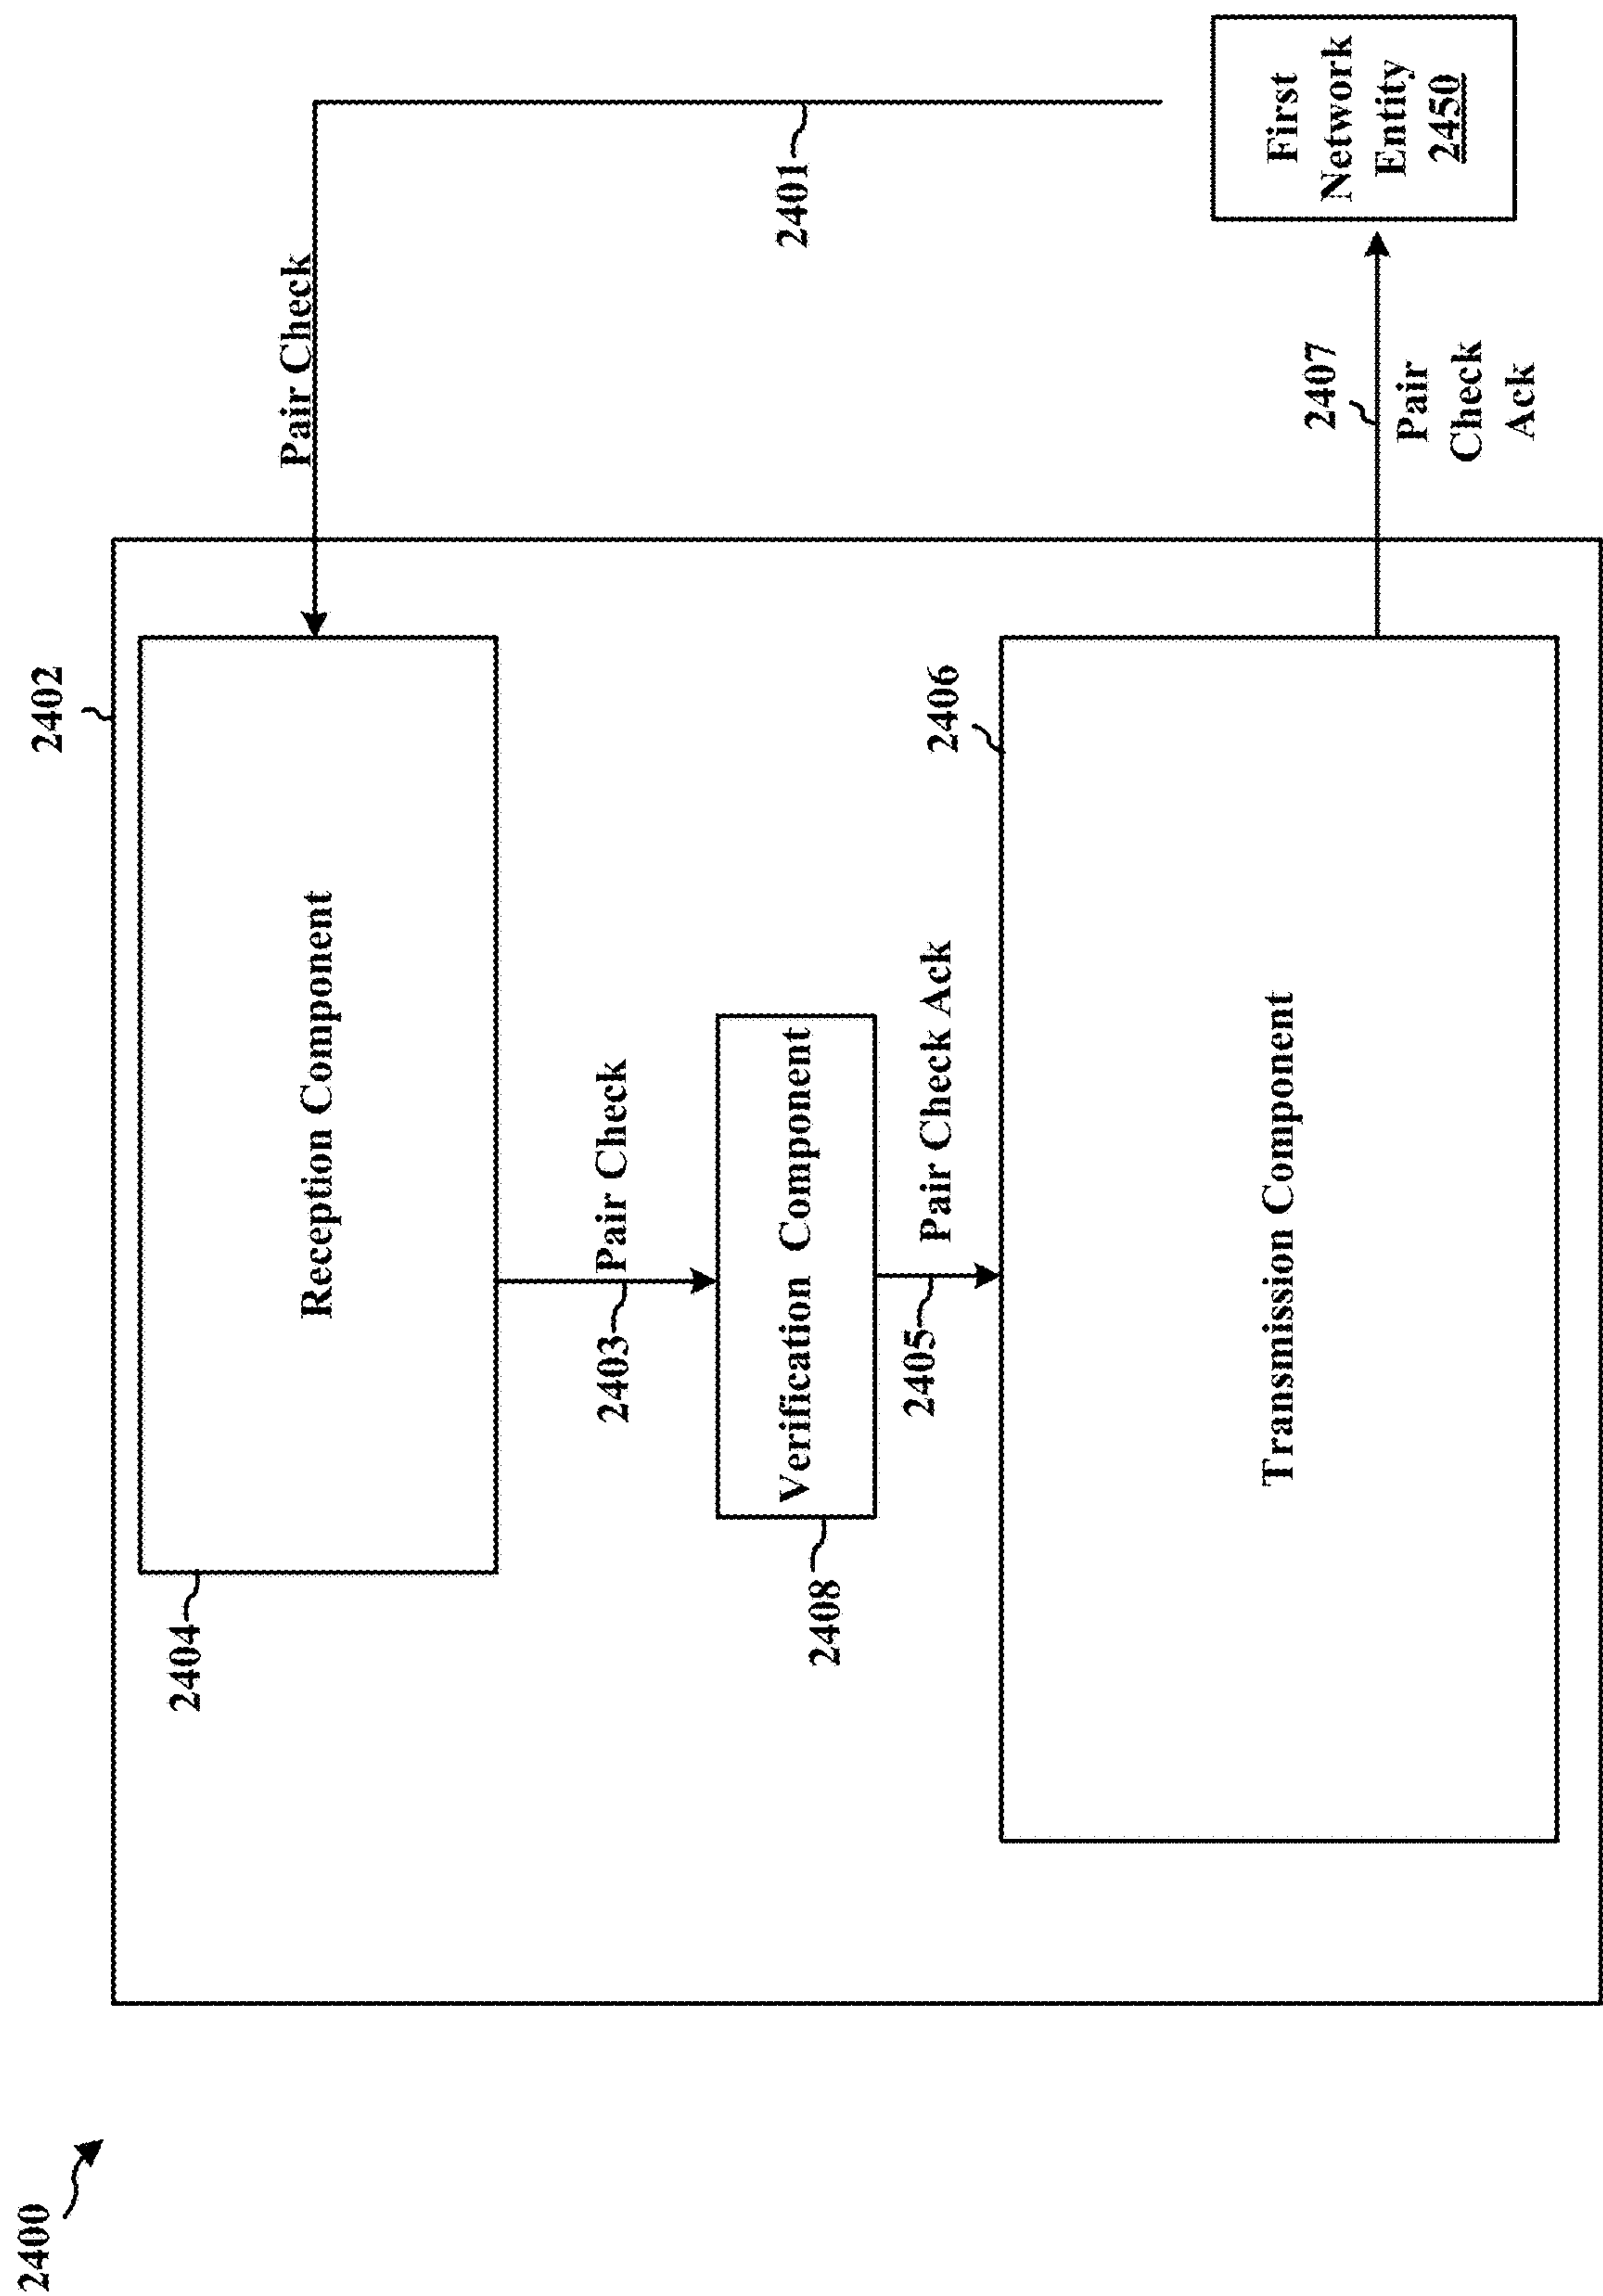 2400
2402
2404
Reception Component
Pair Check
2401
2403
Pair Check
2408
Verification Component
2405
Pair Check Ack
2406
Transmission Component
2407
Pair
Check
Ack
First
Network
Entity
2450